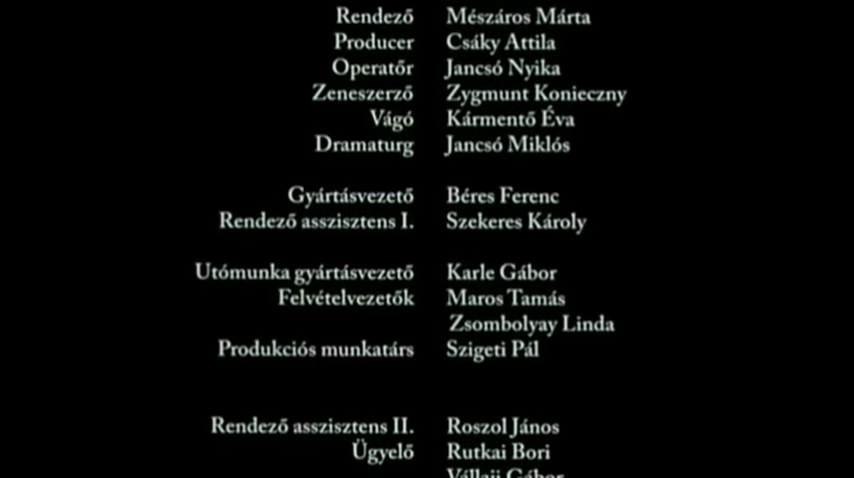 Rendező Mészáros Márta
Producer Csáky Attila
Operatőr Jancsó Nyika
Zeneszerző Zygmunt Konieczny
Vágó Kármentő Éva
Dramaturg Jancsó Miklós
Gyártásvezető Béres Ferenc
Rendező asszisztens I. Szekeres Károly
Utómunka gyártásvezető Karle Gábor
Felvételvezetők Maros Tamás
Zsombolyay Linda
Produkciós munkatárs Szigeti Pál
Rendező asszisztens II. Roszol János
Ügyelő Rutkai Bori
Gábor